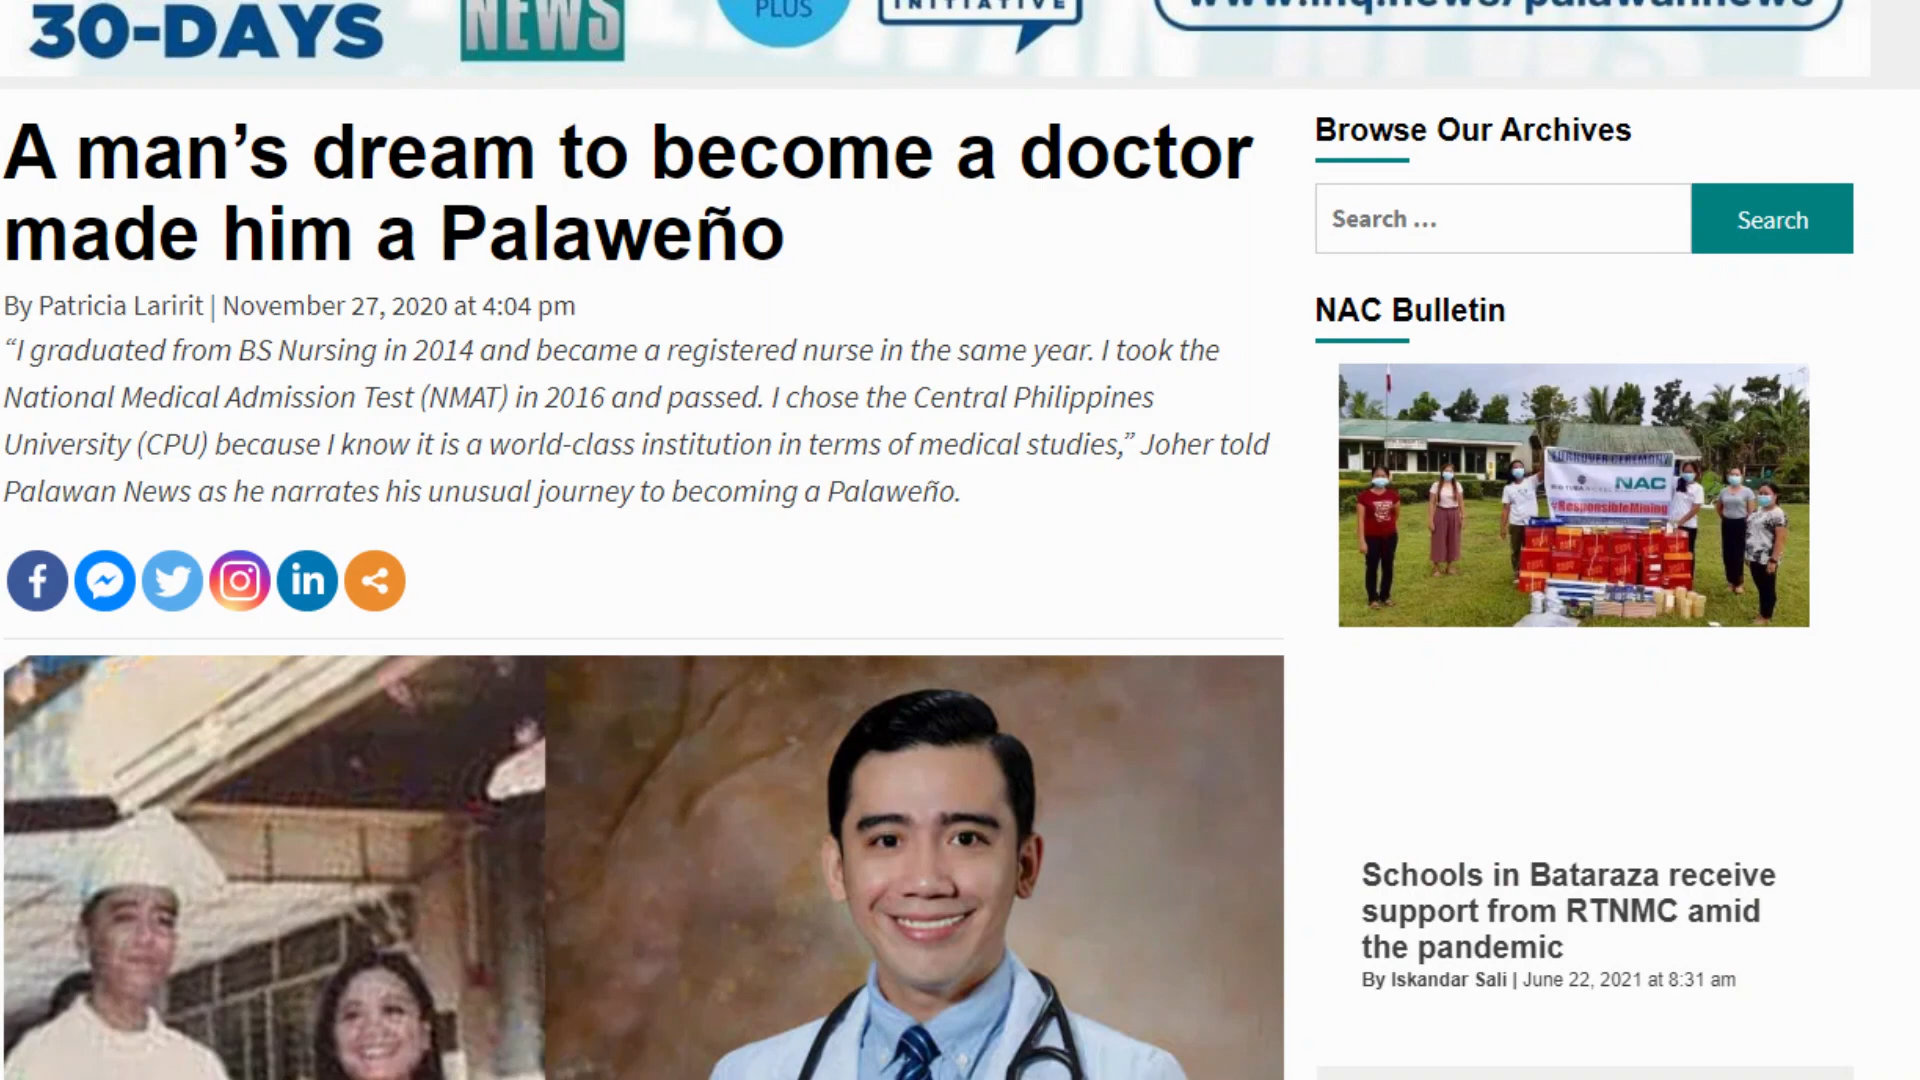 30-DAYS
NEWS
PLUS
INITIATIVE
A man’s dream to become a doctor
made him a Palaweño
By Patricia Laririt | November 27, 2020 at 4:04 pm
“I graduated from BS Nursing in 2014 and became a registered nurse in the same year. I took the
National Medical Admission Test (NMAT) in 2016 and passed. I chose the Central Philippines
University (CPU) because I know it is a world-class institution in terms of medical studies,” Joher told
Palawan News as he narrates his unusual journey to becoming a Palaweño.
Browse Our Archives
Search …
Search
NAC Bulletin
TURNOVER CEREMONY
NAC
#ResponsibleMining
Schools in Bataraza receive
support from RTNMC amid
the pandemic
By Iskandar Sali | June 22, 2021 at 8:31 am